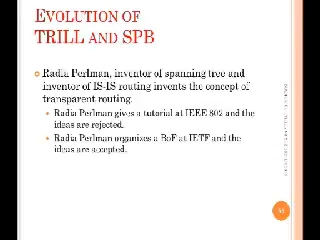 EVOLUTION OF
TRILL AND SPB
Radia Perlman, inventor of spanning tree and
inventor of IS-IS routing invents the concept of
transparent routing.
Radia Perlman gives a tutorial at IEEE 802 and the
ideas are rejected.
Radia Perlman organizes a BoF at IETF and the
ideas are accepted.